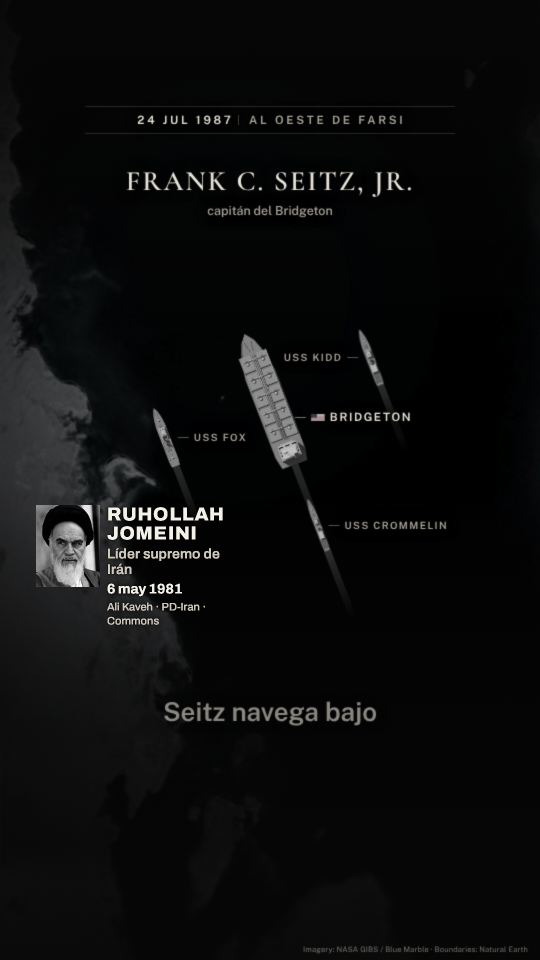 24 JUL 1987 | AL OESTE DE FARSI
FRANK C. SEITZ, JR.
capitán del Bridgeton
USS KIDD
BRIDGETON
USS FOX
RUHOLLAH
JOMEINI
Líder supremo de
Irán
6 may 1981
Ali Kaveh · PD-Iran ·
Commons
USS CROMMELIN
Seitz navega bajo
Imagery: NASA GIBS / Blue Marble · Boundaries: Natural Earth